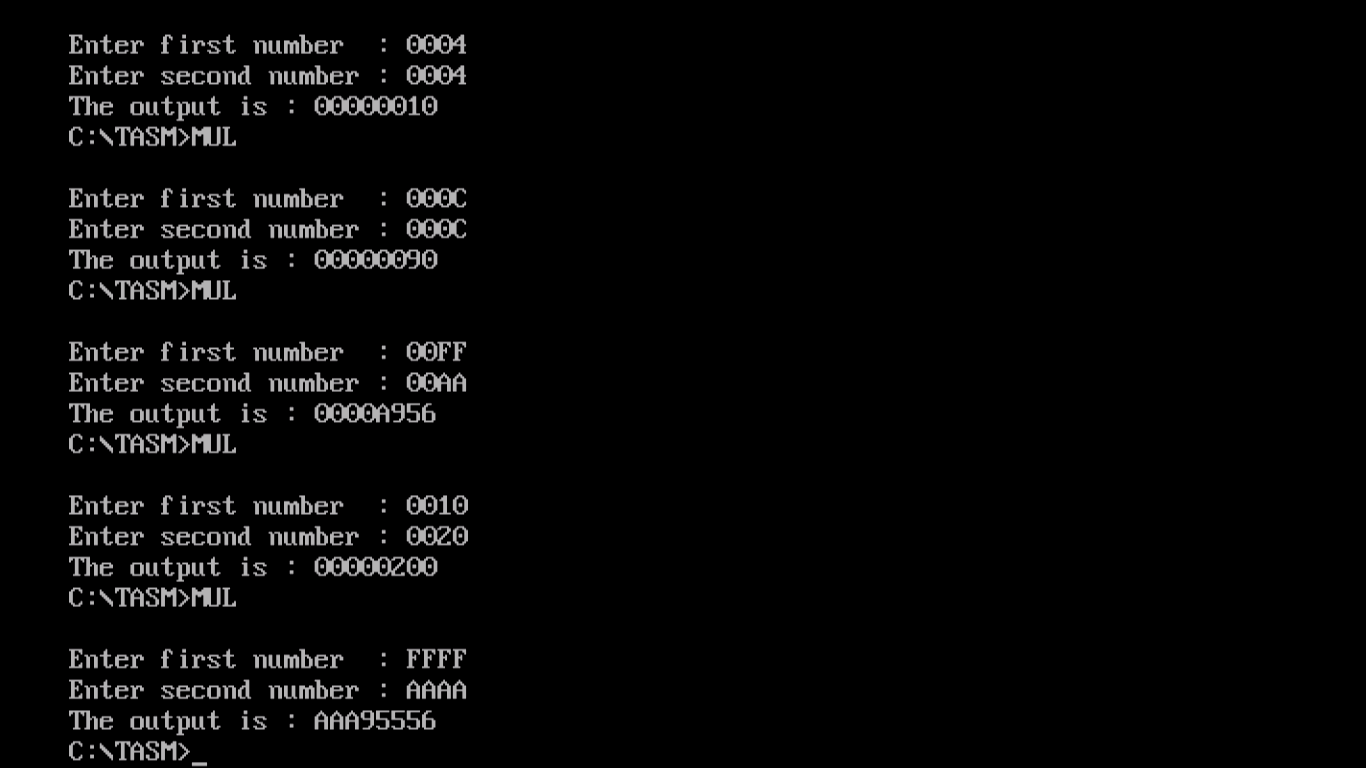 Enter first number  : 0004
Enter second number : 0004
The output is : 00000010
C:\TASM>MUL
Enter first number  : 000C
Enter second number : 000C
The output is : 00000090
C:\TASM>MUL
Enter first number  : 00FF
Enter second number : 00AA
The output is : 0000A956
C:\TASM>MUL
Enter first number  : 0010
Enter second number : 0020
The output is : 00000200
C:\TASM>MUL
Enter first number  : FFFF
Enter second number : AAAA
The output is : AAA95556
C:\TASM>_